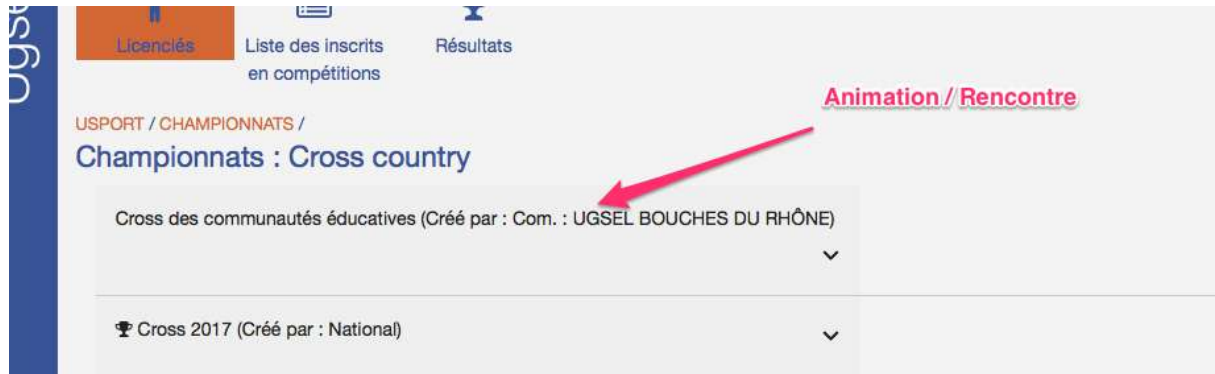 Ugse
Licenciés
Liste des inscrits
en compétitions
Résultats
Animation / Rencontre
USPORT / CHAMPIONNATS /
Championnats : Cross country
Cross des communautés éducatives (Créé par : Com. : UGSEL BOUCHES DU RHÔNE)
Cross 2017 (Créé par : National)